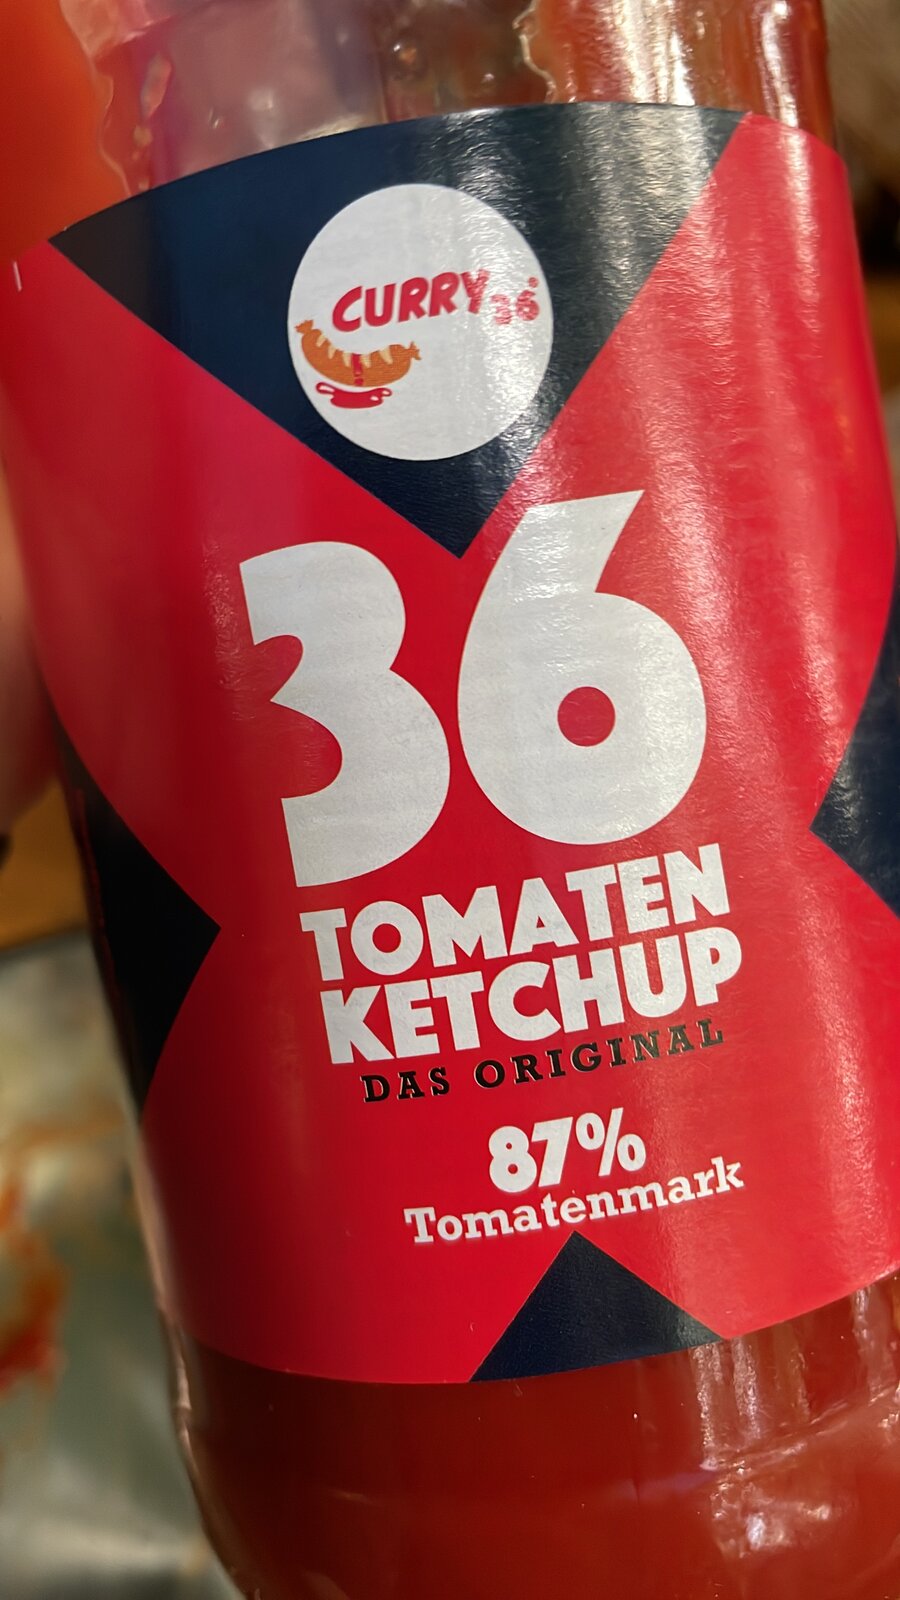 CURRY 36®
36
TOMATEN
KETCHUP
DAS ORIGINAL
87%
Tomatenmark